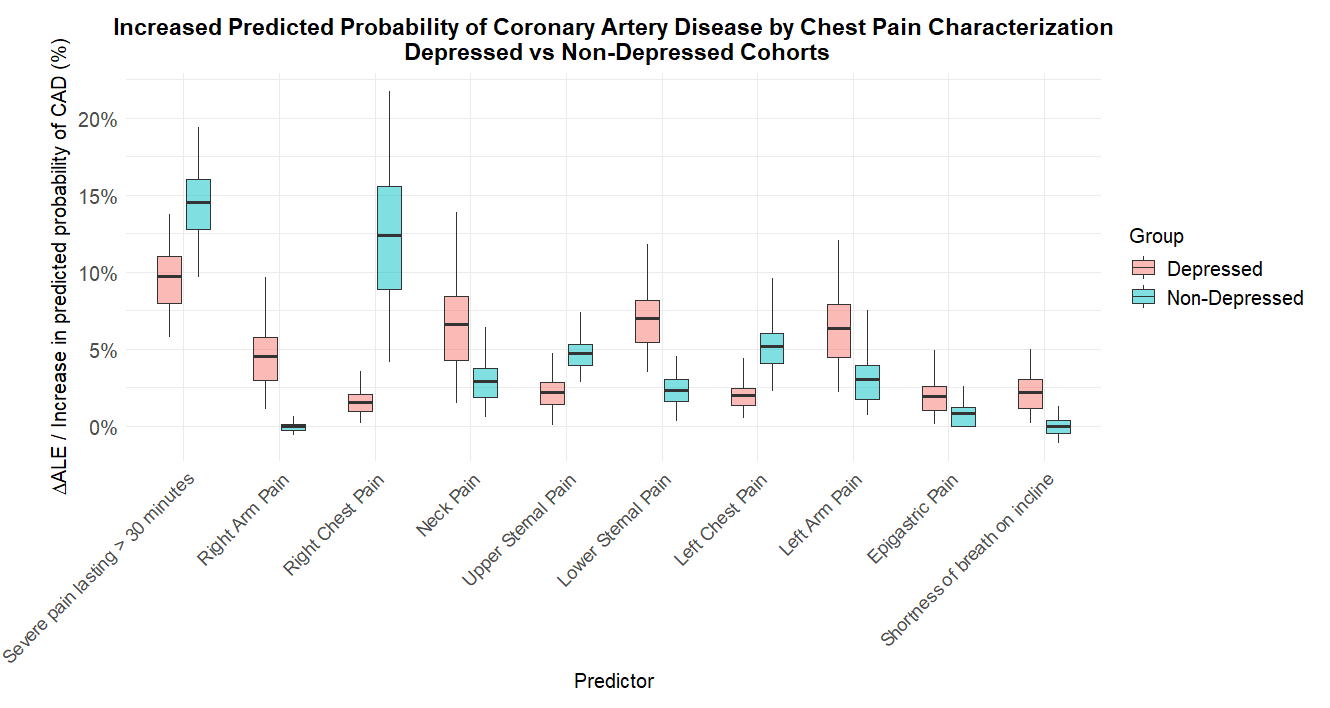 Increased Predicted Probability of Coronary Artery Disease by Chest Pain Characterization
Depressed vs Non-Depressed Cohorts
ΔALE / Increase in predicted probability of CAD (%)
20%
15%
10%
5%
0%
Severe pain lasting > 30 minutes
Right Arm Pain
Right Chest Pain
Neck Pain
Upper Sternal Pain
Lower Sternal Pain
Left Chest Pain
Left Arm Pain
Epigastric Pain
Shortness of breath on incline
Predictor
Group
Depressed
Non-Depressed